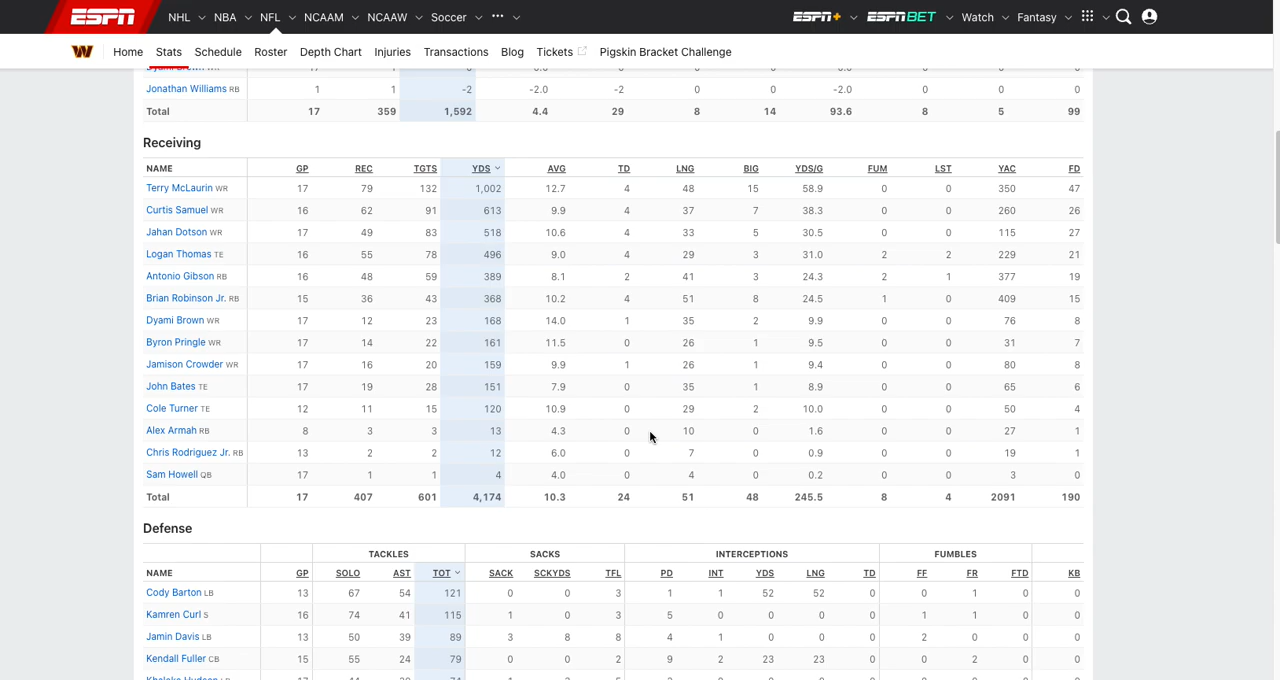 ESPN NHL NBA NFL NCAAM NCAAW Soccer ••• ESPN+ ESPN BET Watch Fantasy
W Home Stats Schedule Roster Depth Chart Injuries Transactions Blog Tickets Pigskin Bracket Challenge
Jonathan Williams RB 1 1 -2 -2.0 -2 0 0 -2.0 0 0 0
Total 17 359 1,592 4.4 29 8 14 93.6 8 5 99
Receiving
NAME GP REC TGTS YDS AVG TD LNG BIG YDS/G FUM LST YAC FD
Terry McLaurin WR 17 79 132 1,002 12.7 4 48 15 58.9 0 0 350 47
Curtis Samuel WR 16 62 91 613 9.9 4 37 7 38.3 0 0 260 26
Jahan Dotson WR 17 49 83 518 10.6 4 33 5 30.5 0 0 115 27
Logan Thomas TE 16 55 78 496 9.0 4 29 3 31.0 2 2 229 21
Antonio Gibson RB 16 48 59 389 8.1 2 41 3 24.3 2 1 377 19
Brian Robinson Jr. RB 15 36 43 368 10.2 4 51 8 24.5 1 0 409 15
Dyami Brown WR 17 12 23 168 14.0 1 35 2 9.9 0 0 76 8
Byron Pringle WR 17 14 22 161 11.5 0 26 1 9.5 0 0 31 7
Jamison Crowder WR 17 16 20 159 9.9 1 26 1 9.4 0 0 80 8
John Bates TE 17 19 28 151 7.9 0 35 1 8.9 0 0 65 6
Cole Turner TE 12 11 15 120 10.9 0 29 2 10.0 0 0 50 4
Alex Armah RB 8 3 3 13 4.3 0 10 0 1.6 0 0 27 1
Chris Rodriguez Jr. RB 13 2 2 12 6.0 0 7 0 0.9 0 0 19 1
Sam Howell QB 17 1 1 4 4.0 0 4 0 0.2 0 0 3 0
Total 17 407 601 4,174 10.3 24 51 48 245.5 8 4 2091 190
Defense
TACKLES SACKS INTERCEPTIONS FUMBLES
NAME GP SOLO AST TOT SACK SCKYDS TFL PD INT YDS LNG TD FF FR FTD KB
Cody Barton LB 13 67 54 121 0 0 3 1 1 52 52 0 0 1 0 0
Kamren Curl S 16 74 41 115 1 0 3 5 0 0 0 0 1 1 0 0
Jamin Davis LB 13 50 39 89 3 8 8 4 1 0 0 0 2 0 0 0
Kendall Fuller CB 15 55 24 79 0 0 2 9 2 23 23 0 0 2 0 0